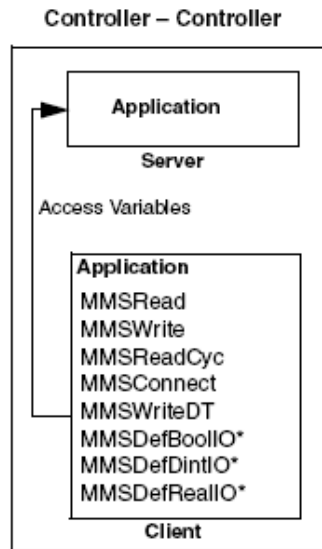 Controller – Controller
Application
Server
Access Variables
Application
MMSRead
MMSWrite
MMSReadCyc
MMSConnect
MMSWriteDT
MMSDefBoolIO*
MMSDefDintIO*
MMSDefRealIO*
Client